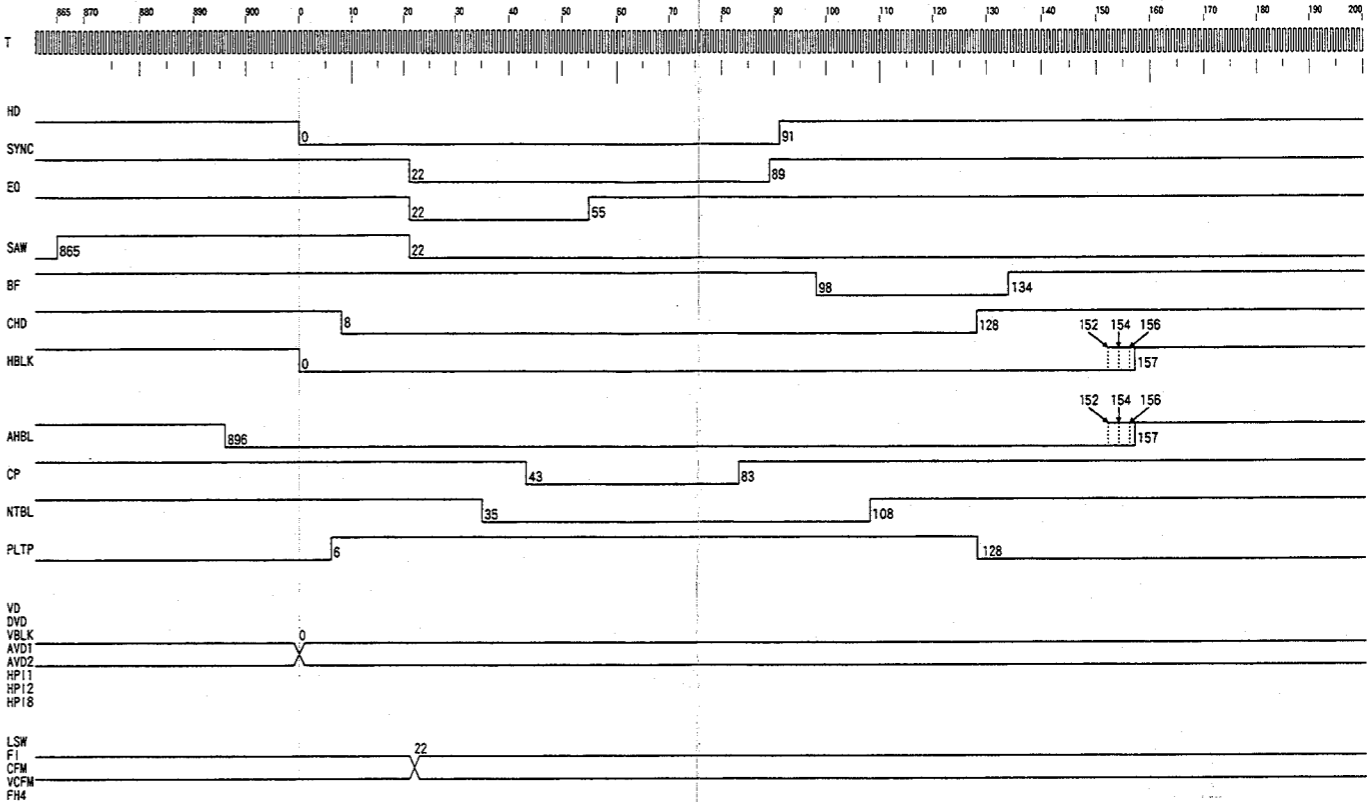 865 870 880 890 900 0 10 20 30 40 50 60 70 80 90 100 110 120 130 140 150 160 170 180 190 200
T
HD
0 91
SYNC
22 89
EQ
22 55
SAW
865 22
BF
98 134
CHD
8 128
152 154 156
HBLK
0 157
152 154 156
AHBL
896 157
CP
43 83
NTBL
35 108
PLTP
6 128
VD
DVD
VBLK 0
AVD1
AVD2
HPI1
HPI2
HPI8
LSW
22
FI
CFM
VCFM
FH4